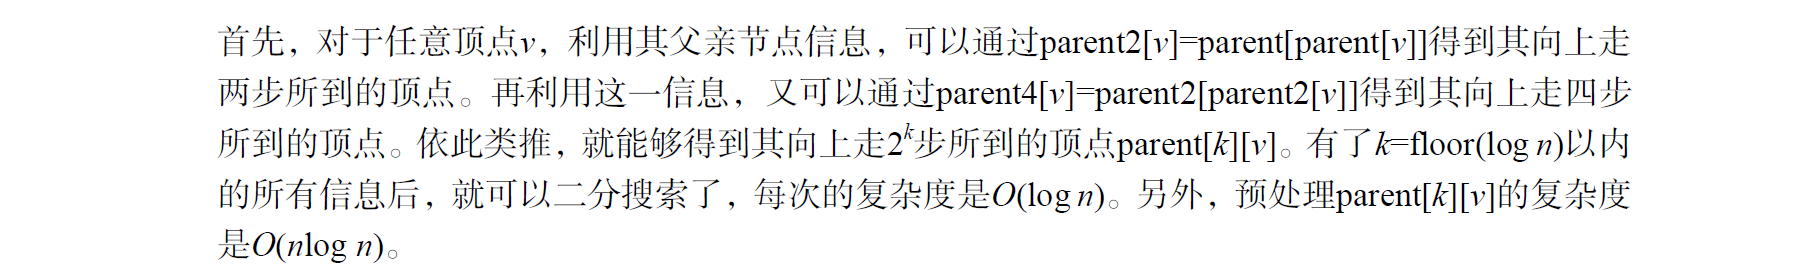 首先，对于任意顶点v，利用其父亲节点信息，可以通过parent2[v]=parent[parent[v]]得到其向上走
两步所到的顶点。再利用这一信息，又可以通过parent4[v]=parent2[parent2[v]]得到其向上走四步
所到的顶点。依此类推，就能够得到其向上走2^k步所到的顶点parent[k][v]。有了k=floor(log n)以内
的所有信息后，就可以二分搜索了，每次的复杂度是O(log n)。另外，预处理parent[k][v]的复杂度
是O(nlog n)。